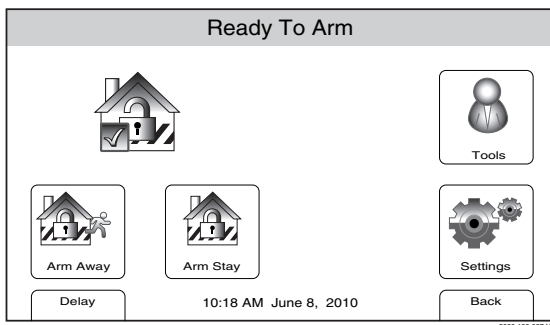 Ready To Arm
Tools
Arm Away
Arm Stay
Settings
Delay
10:18 AM June 8, 2010
Back